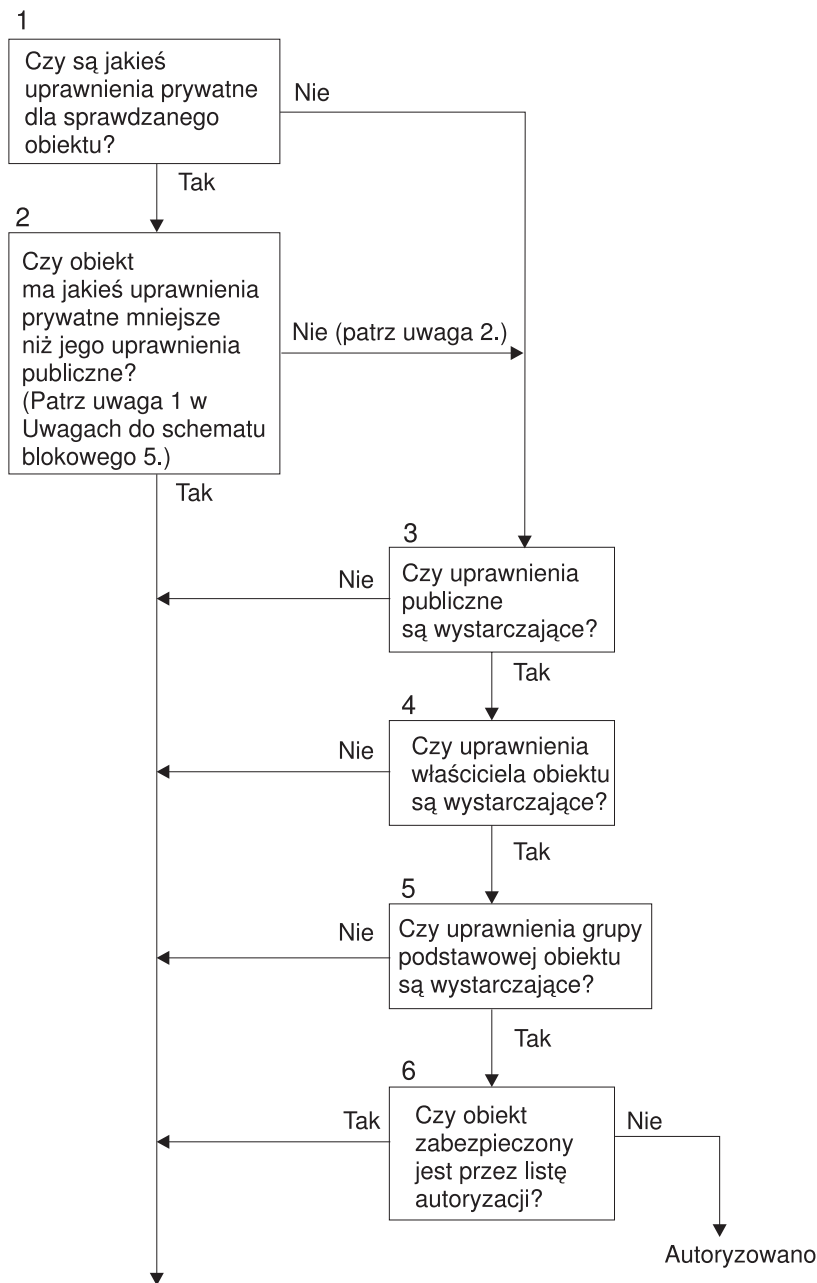 1
Czy są jakieś
uprawnienia prywatne
dla sprawdzanego
obiektu?
Nie
Tak
2
Czy obiekt
ma jakieś uprawnienia
prywatne mniejsze
niż jego uprawnienia
publiczne?
(Patrz uwaga 1 w
Uwagach do schematu
blokowego 5.)
Nie (patrz uwaga 2.)
Tak
3
Czy uprawnienia
publiczne
są wystarczające?
Nie
Tak
4
Czy uprawnienia
właściciela obiektu
są wystarczające?
Nie
Tak
5
Czy uprawnienia grupy
podstawowej obiektu
są wystarczające?
Nie
Tak
6
Czy obiekt
zabezpieczony
jest przez listę
autoryzacji?
Tak
Nie
Autoryzowano